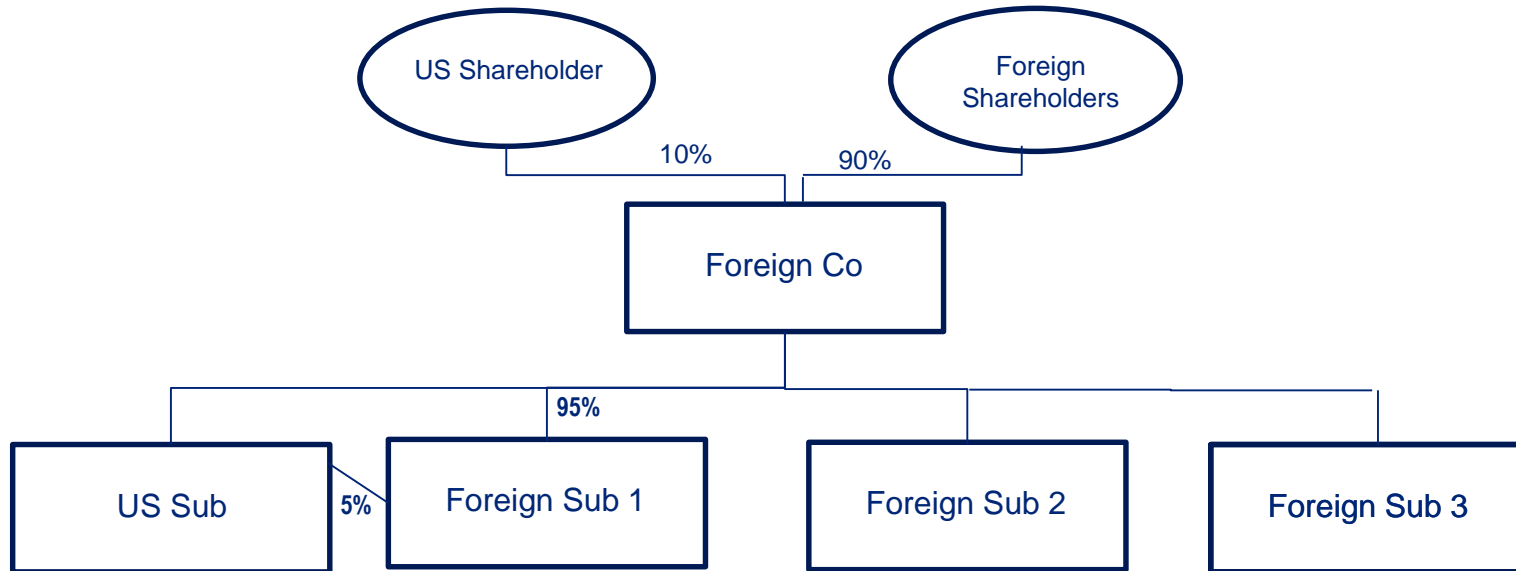 US Shareholder
Foreign
Shareholders
10%
90%
Foreign Co
95%
US Sub
5%
Foreign Sub 1
Foreign Sub 2
Foreign Sub 3